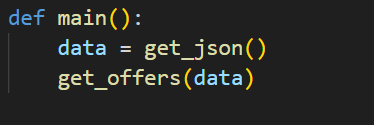 def main():
    data = get_json()
    get_offers(data)